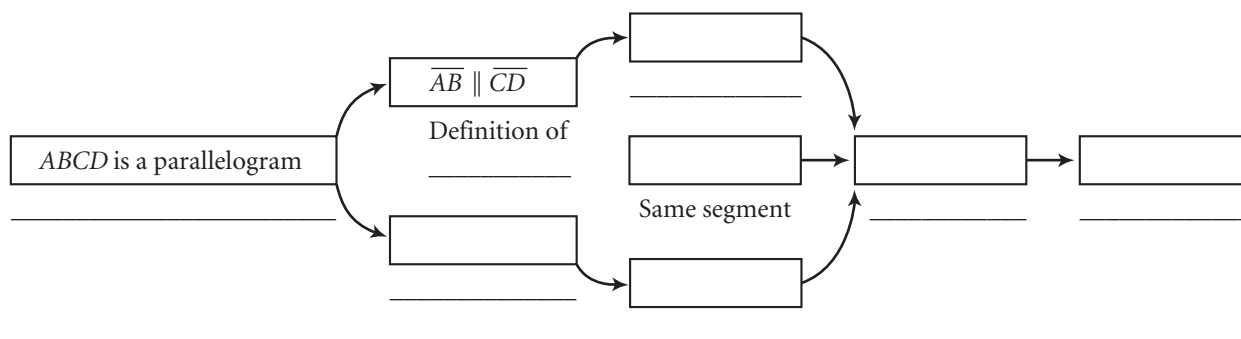 ABCD is a parallelogram
AB ∥ CD
Definition of
Same segment